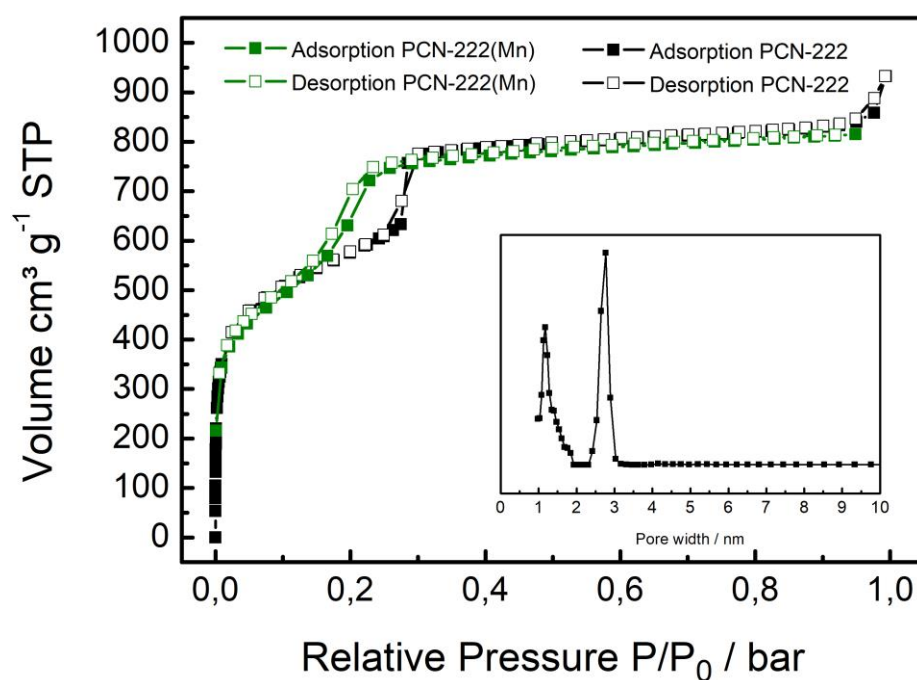 Volume cm³ g⁻¹ STP
1000
900
800
700
600
500
400
300
200
100
0
Adsorption PCN-222(Mn)
Desorption PCN-222(Mn)
Adsorption PCN-222
Desorption PCN-222
0 1 2 3 4 5 6 7 8 9 10
Pore width / nm
0,0 0,2 0,4 0,6 0,8 1,0
Relative Pressure P/P₀ / bar